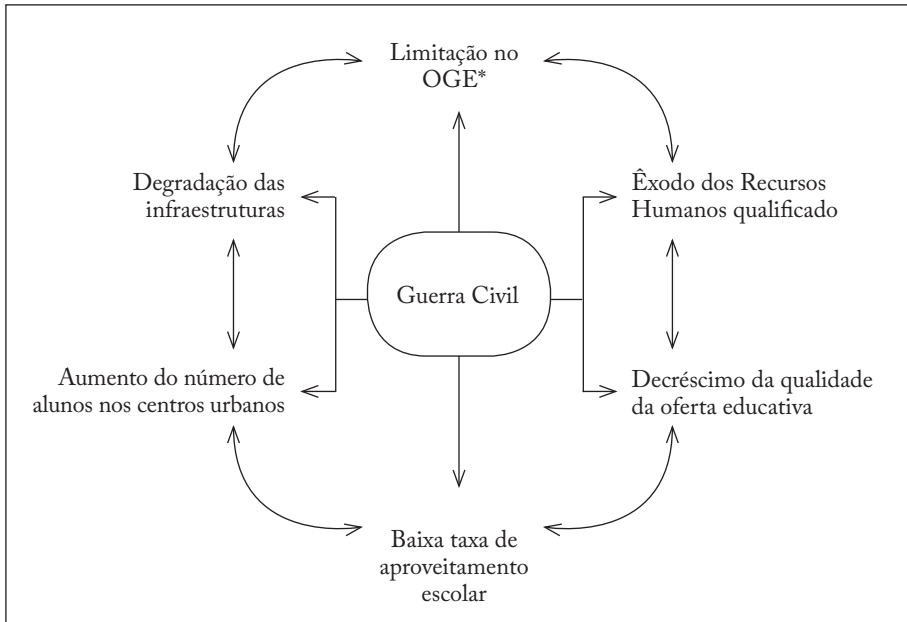 Limitação no
OGE*
Degradação das
infraestruturas
Êxodo dos Recursos
Humanos qualificado
Guerra Civil
Aumento do número de
alunos nos centros urbanos
Decréscimo da qualidade
da oferta educativa
Baixa taxa de
aproveitamento
escolar